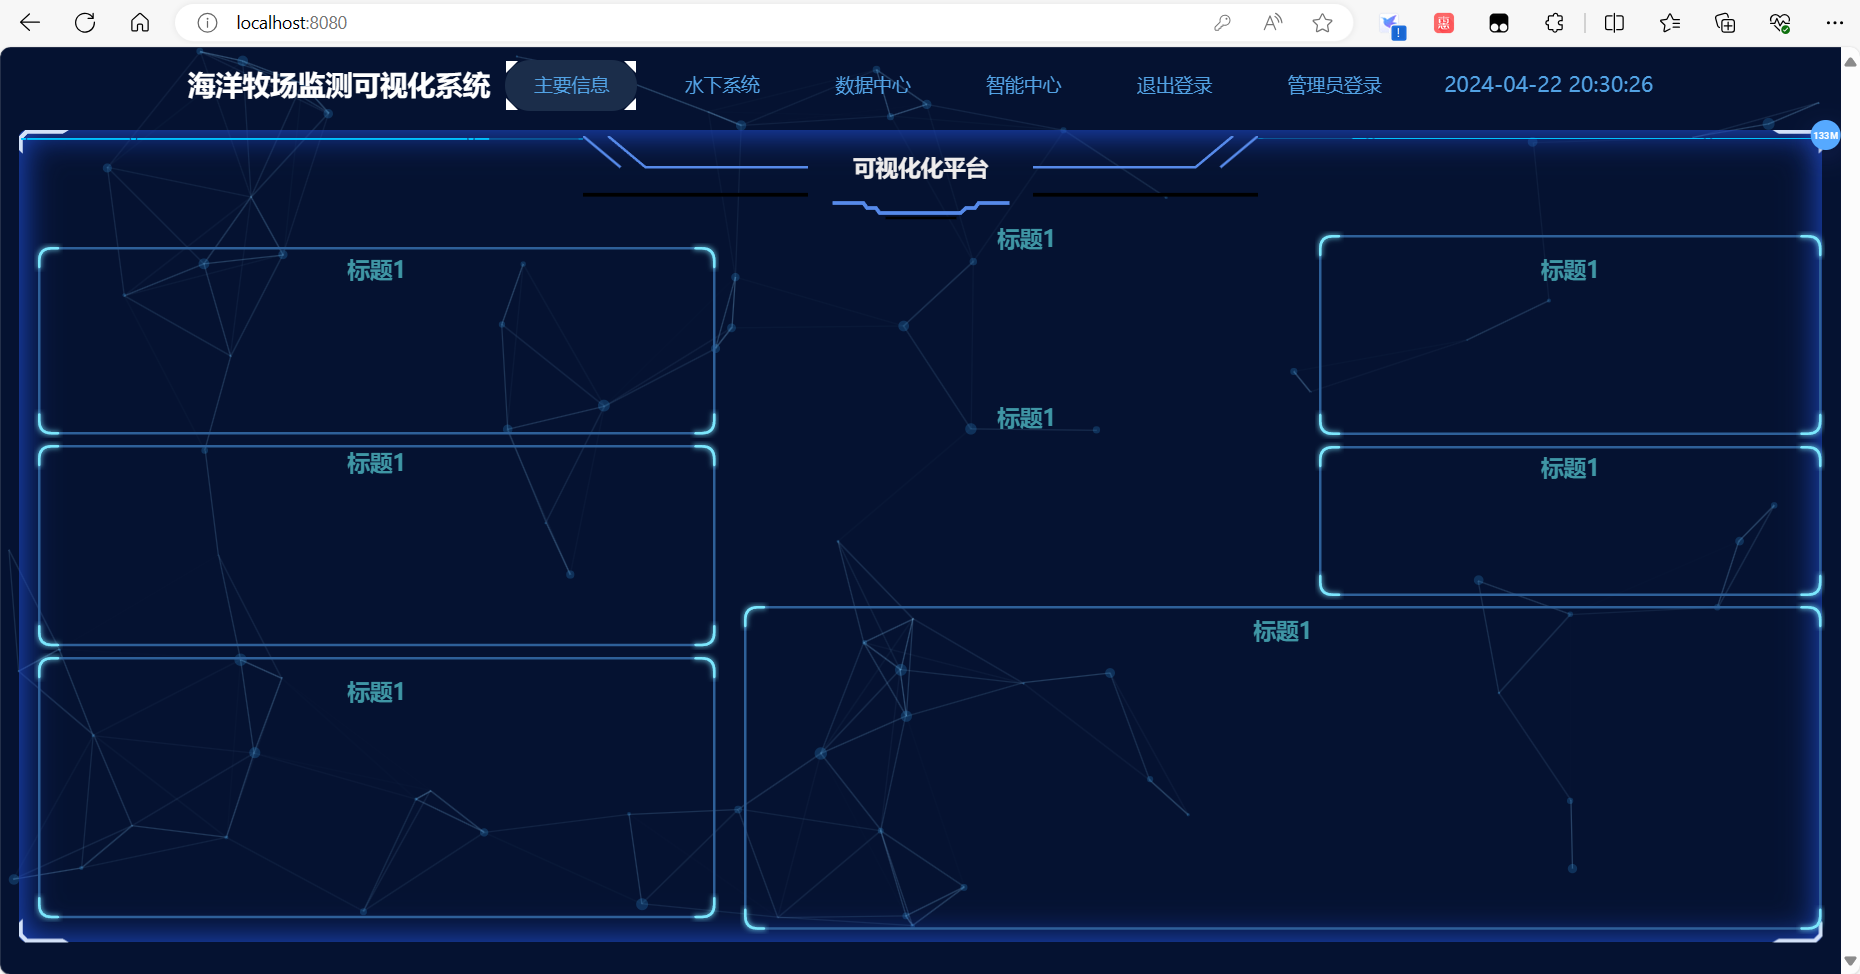 localhost:8080
海洋牧场监测可视化系统 主要信息 水下系统 数据中心 智能中心 退出登录 管理员登录 2024-04-22 20:30:26
133M
可视化化平台
标题1
标题1
标题1
标题1
标题1
标题1
标题1
标题1
惠